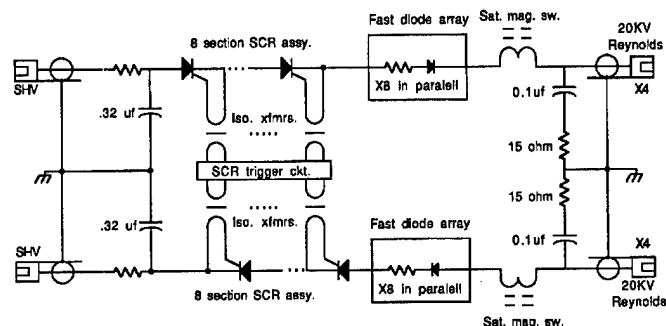 Fast diode array
Sat. mag. sw.
20KV
Reynolds
8 section SCR assy.
SHV
X8 in paralell
X4
.32 uf
Iso. xfmrs.
0.1uf
15 ohm
SCR trigger ckt.
15 ohm
.32 uf
Iso. xfmrs.
Fast diode array
0.1uf
SHV
X4
X8 in paralell
20KV
Reynolds
8 section SCR assy.
Sat. mag. sw.